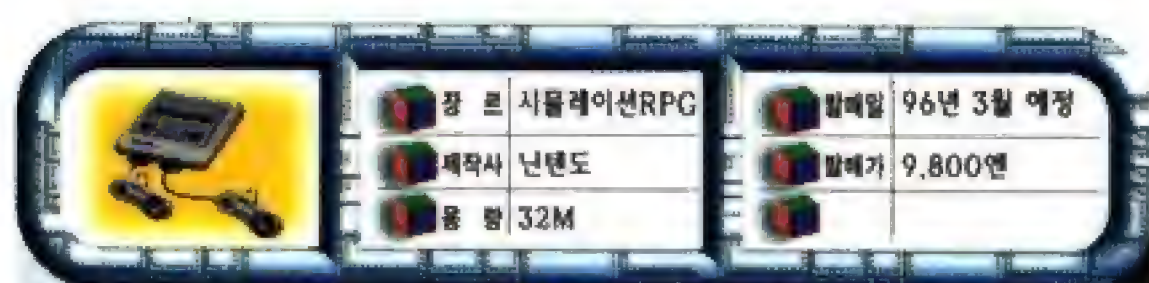 장 르 시뮬레이션RPG
제작사 닌텐도
용 량 32M
발매일 96년 3월 예정
발매가 9,800엔